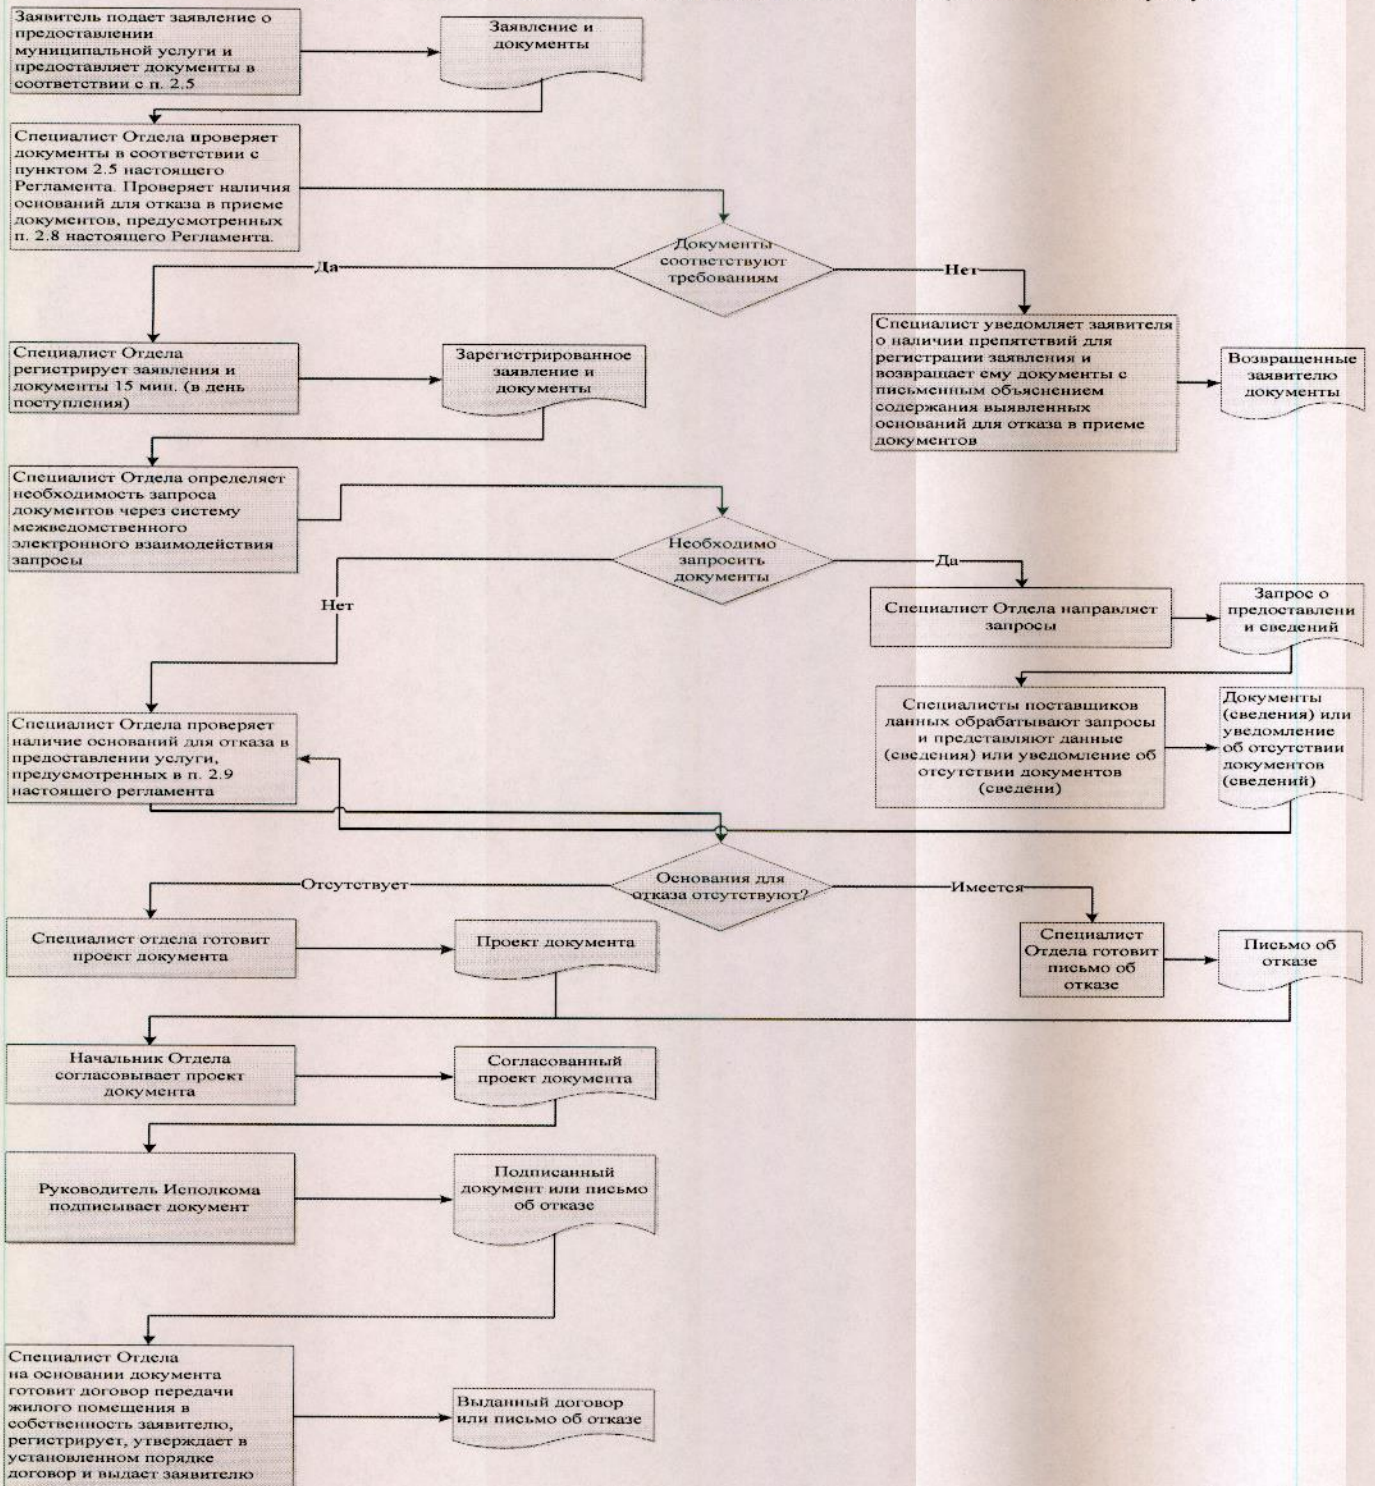 Заявитель подает заявление о
предоставлении
муниципальной услуги и
предоставляет документы в
соответствии с п. 2.5
Заявление и
документы
Специалист Отдела проверяет
документы в соответствии с
пунктом 2.5 настоящего
Регламента. Проверяет наличия
оснований для отказа в приеме
документов, предусмотренных
п. 2.8 настоящего Регламента.
Документы
соответствуют
требованиям
Да
Нет
Специалист Отдела
регистрирует заявления и
документы 15 мин. (в день
поступления)
Зарегистрированное
заявление и
документы
Специалист уведомляет заявителя
о наличии препятствий для
регистрации заявления и
возвращает ему документы с
письменным объяснением
содержания выявленных
оснований для отказа в приеме
документов
Возвращенные
заявителю
документы
Специалист Отдела определяет
необходимость запроса
документов через систему
межведомственного
электронного взаимодействия
запросы
Необходимо
запросить
документы
Да
Нет
Специалист Отдела направляет
запросы
Запрос о
предоставлени
и сведений
Специалист Отдела проверяет
наличие оснований для отказа в
предоставлении услуги,
предусмотренных в п. 2.9
настоящего регламента
Специалисты поставщиков
данных обрабатывают запросы
и представляют данные
(сведения) или уведомление об
отсутствии документов
(сведени)
Документы
(сведения) или
уведомление
об отсутствии
документов
(сведений)
Основания для
отказа отсутствуют?
Отсутствует
Имеется
Специалист отдела готовит
проект документа
Проект документа
Специалист
Отдела готовит
письмо об
отказе
Письмо об
отказе
Начальник Отдела
согласовывает проект
документа
Согласованный
проект документа
Руководитель Исполкома
подписывает документ
Подписанный
документ или письмо
об отказе
Специалист Отдела
на основании документа
готовит договор передачи
жилого помещения в
собственность заявителю,
регистрирует, утверждает в
установленном порядке
договор и выдает заявителю
Выданный договор
или письмо об отказе